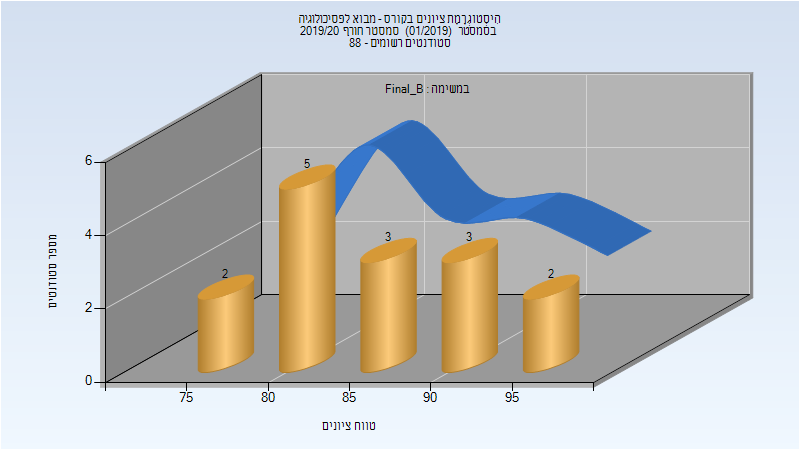 היסטוגרמת ציונים בקורס - מבוא לפסיכולוגיה
בסמסטר (01/2019) סמסטר חורף 2019/20
סטודנטים רשומים - 88
במשימה : Final_B
6
4
2
0
מספר סטודנטים
2
5
3
3
2
75
80
85
90
95
טווח ציונים